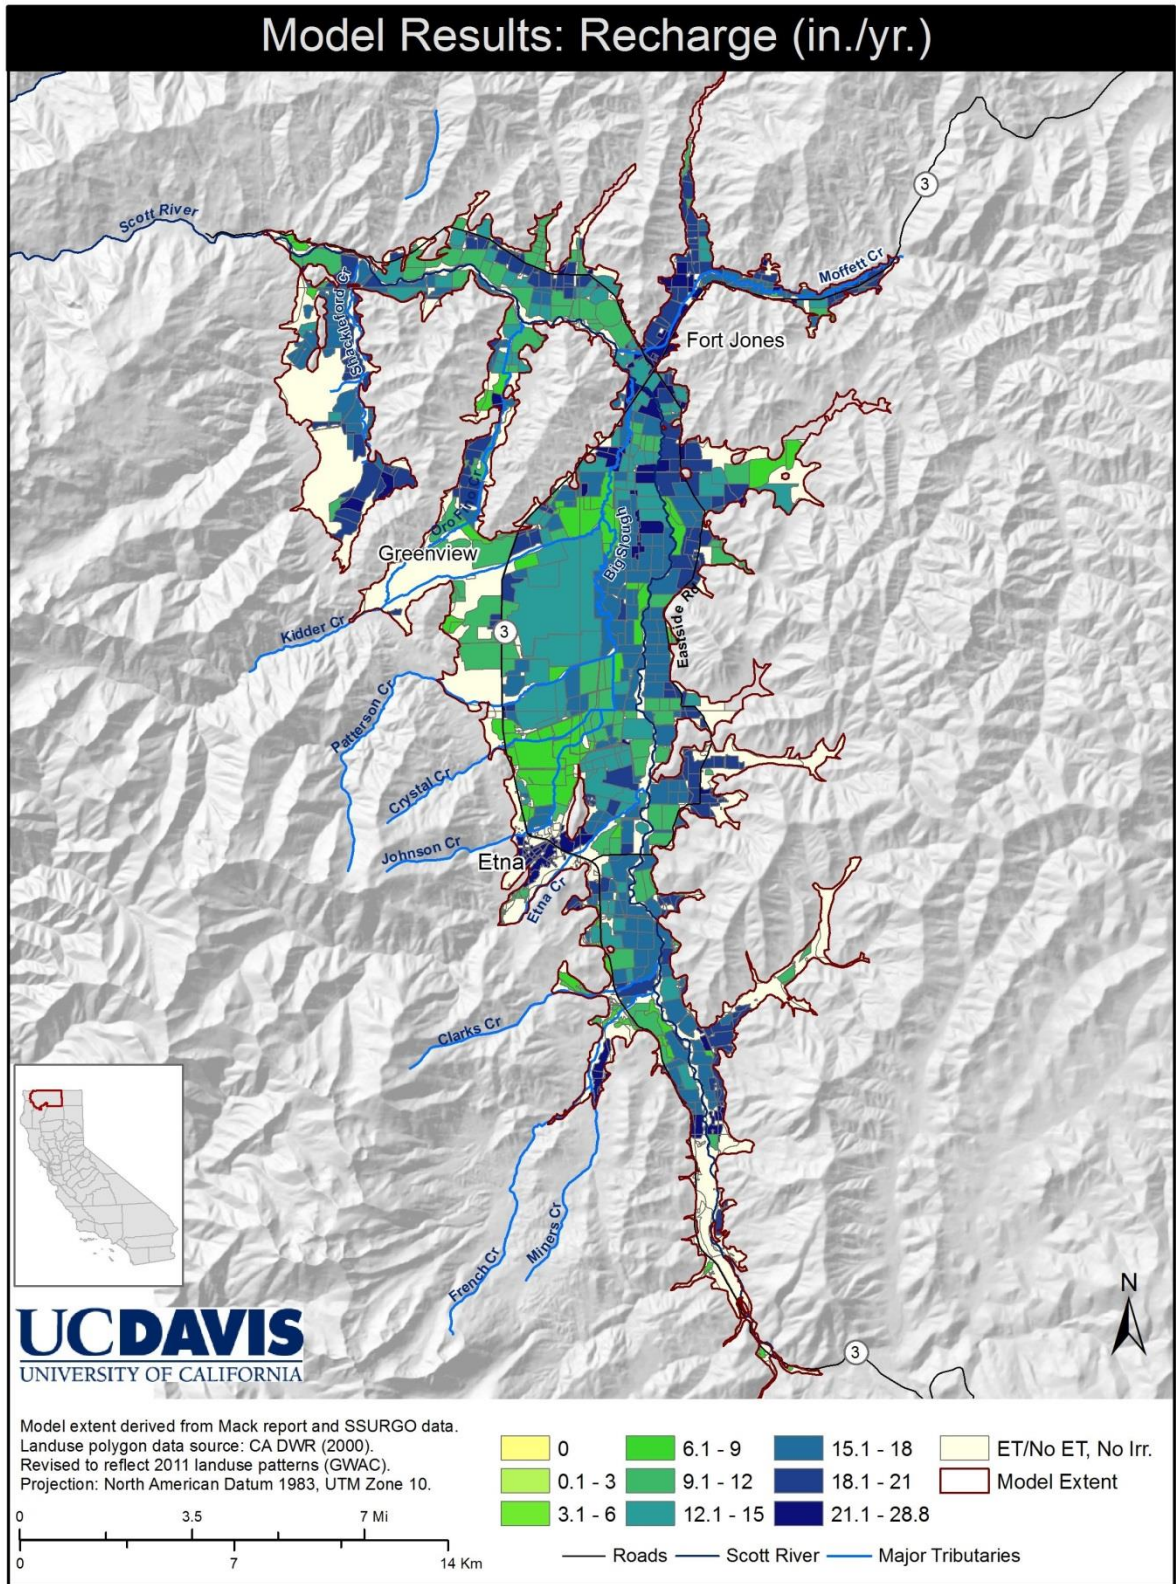 Model Results: Recharge (in./yr.)
3
Scott River
Moffett Cr
Shackleford Cr
Fort Jones
Oro Fino Cr
Big Slough
Greenview
Eastside Rd
Kidder Cr
3
Patterson Cr
Crystal Cr
Johnson Cr
Etna
Etna Cr
Clarks Cr
Miners Cr
French Cr
N
3
UCDAVIS
UNIVERSITY OF CALIFORNIA
Model extent derived from Mack report and SSURGO data.
Landuse polygon data source: CA DWR (2000).
Revised to reflect 2011 landuse patterns (GWAC).
Projection: North American Datum 1983, UTM Zone 10.
0 3.5 7 Mi
0 7 14 Km
0 6.1 - 9 15.1 - 18 ET/No ET, No Irr.
0.1 - 3 9.1 - 12 18.1 - 21 Model Extent
3.1 - 6 12.1 - 15 21.1 - 28.8
Roads Scott River Major Tributaries